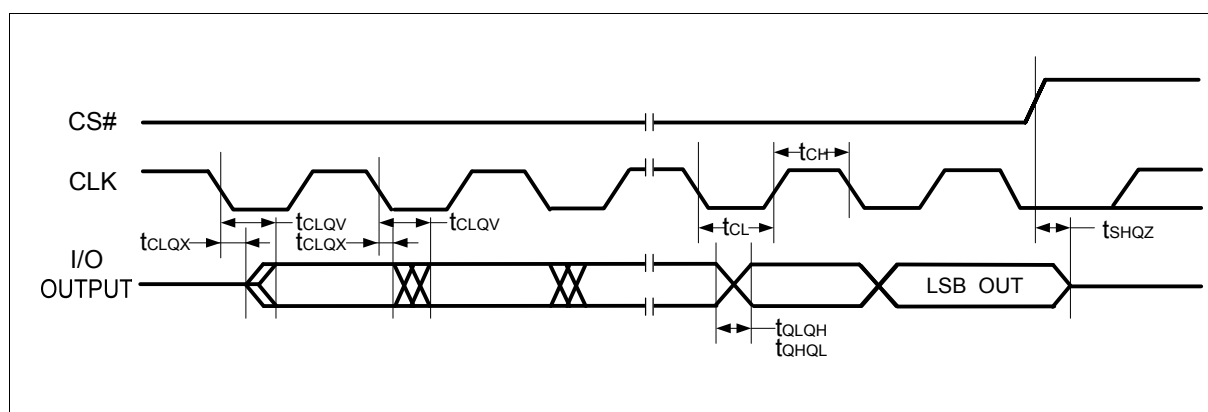 CS#
tCH
CLK
tCLQV
tCLQV
tCL
tCLQX
tCLQX
tSHQZ
I/O
OUTPUT
LSB OUT
tQLQH
tQHQL